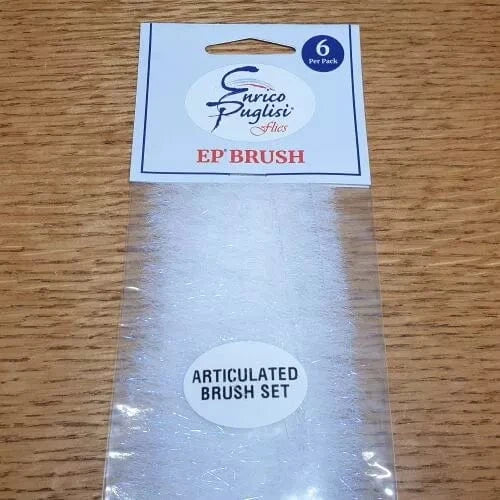 6
Per Pack
Enrico
Puglisi®
Flies
EP® BRUSH
ARTICULATED
BRUSH SET